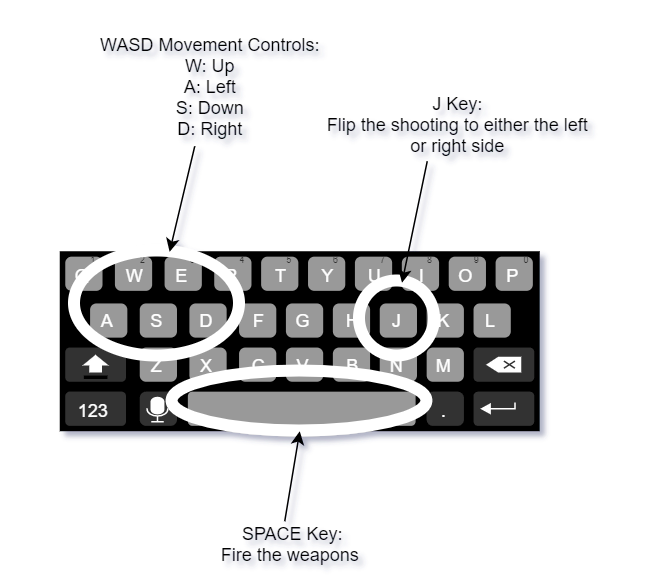 WASD Movement Controls:
W: Up
A: Left
S: Down
D: Right
J Key:
Flip the shooting to either the left
or right side
W E T Y U I O P
A S D F G H J K L
Z X C V B N M
123 .
SPACE Key:
Fire the weapons